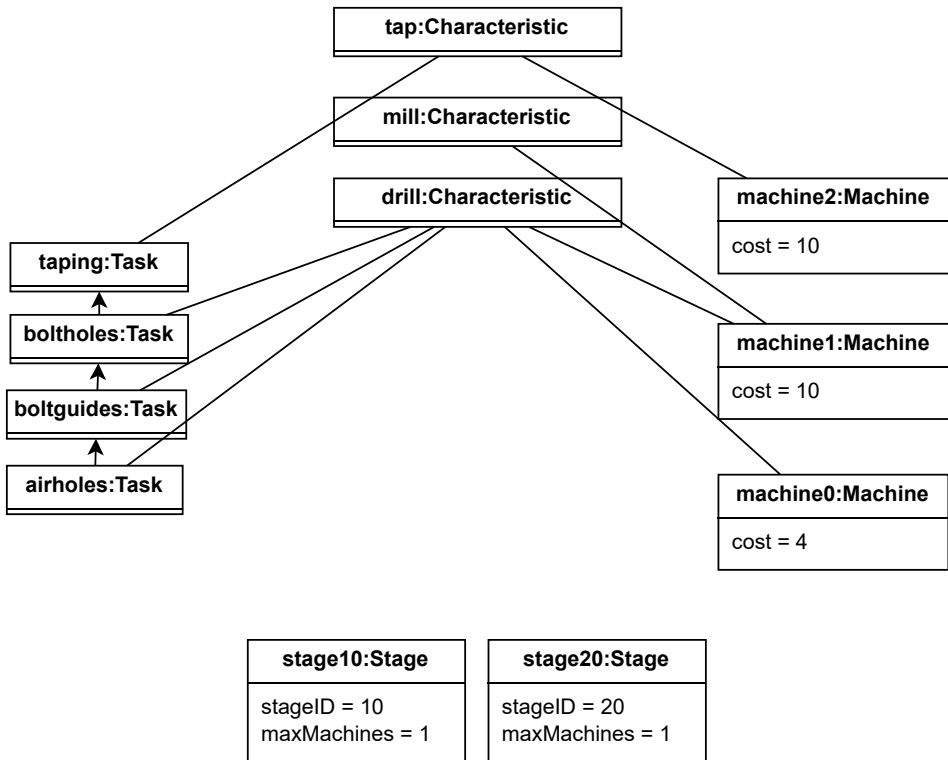 tap:Characteristic
mill:Characteristic
drill:Characteristic
machine2:Machine
cost = 10
taping:Task
boltholes:Task
machine1:Machine
cost = 10
boltguides:Task
airholes:Task
machine0:Machine
cost = 4
stage10:Stage
stageID = 10
maxMachines = 1
stage20:Stage
stageID = 20
maxMachines = 1